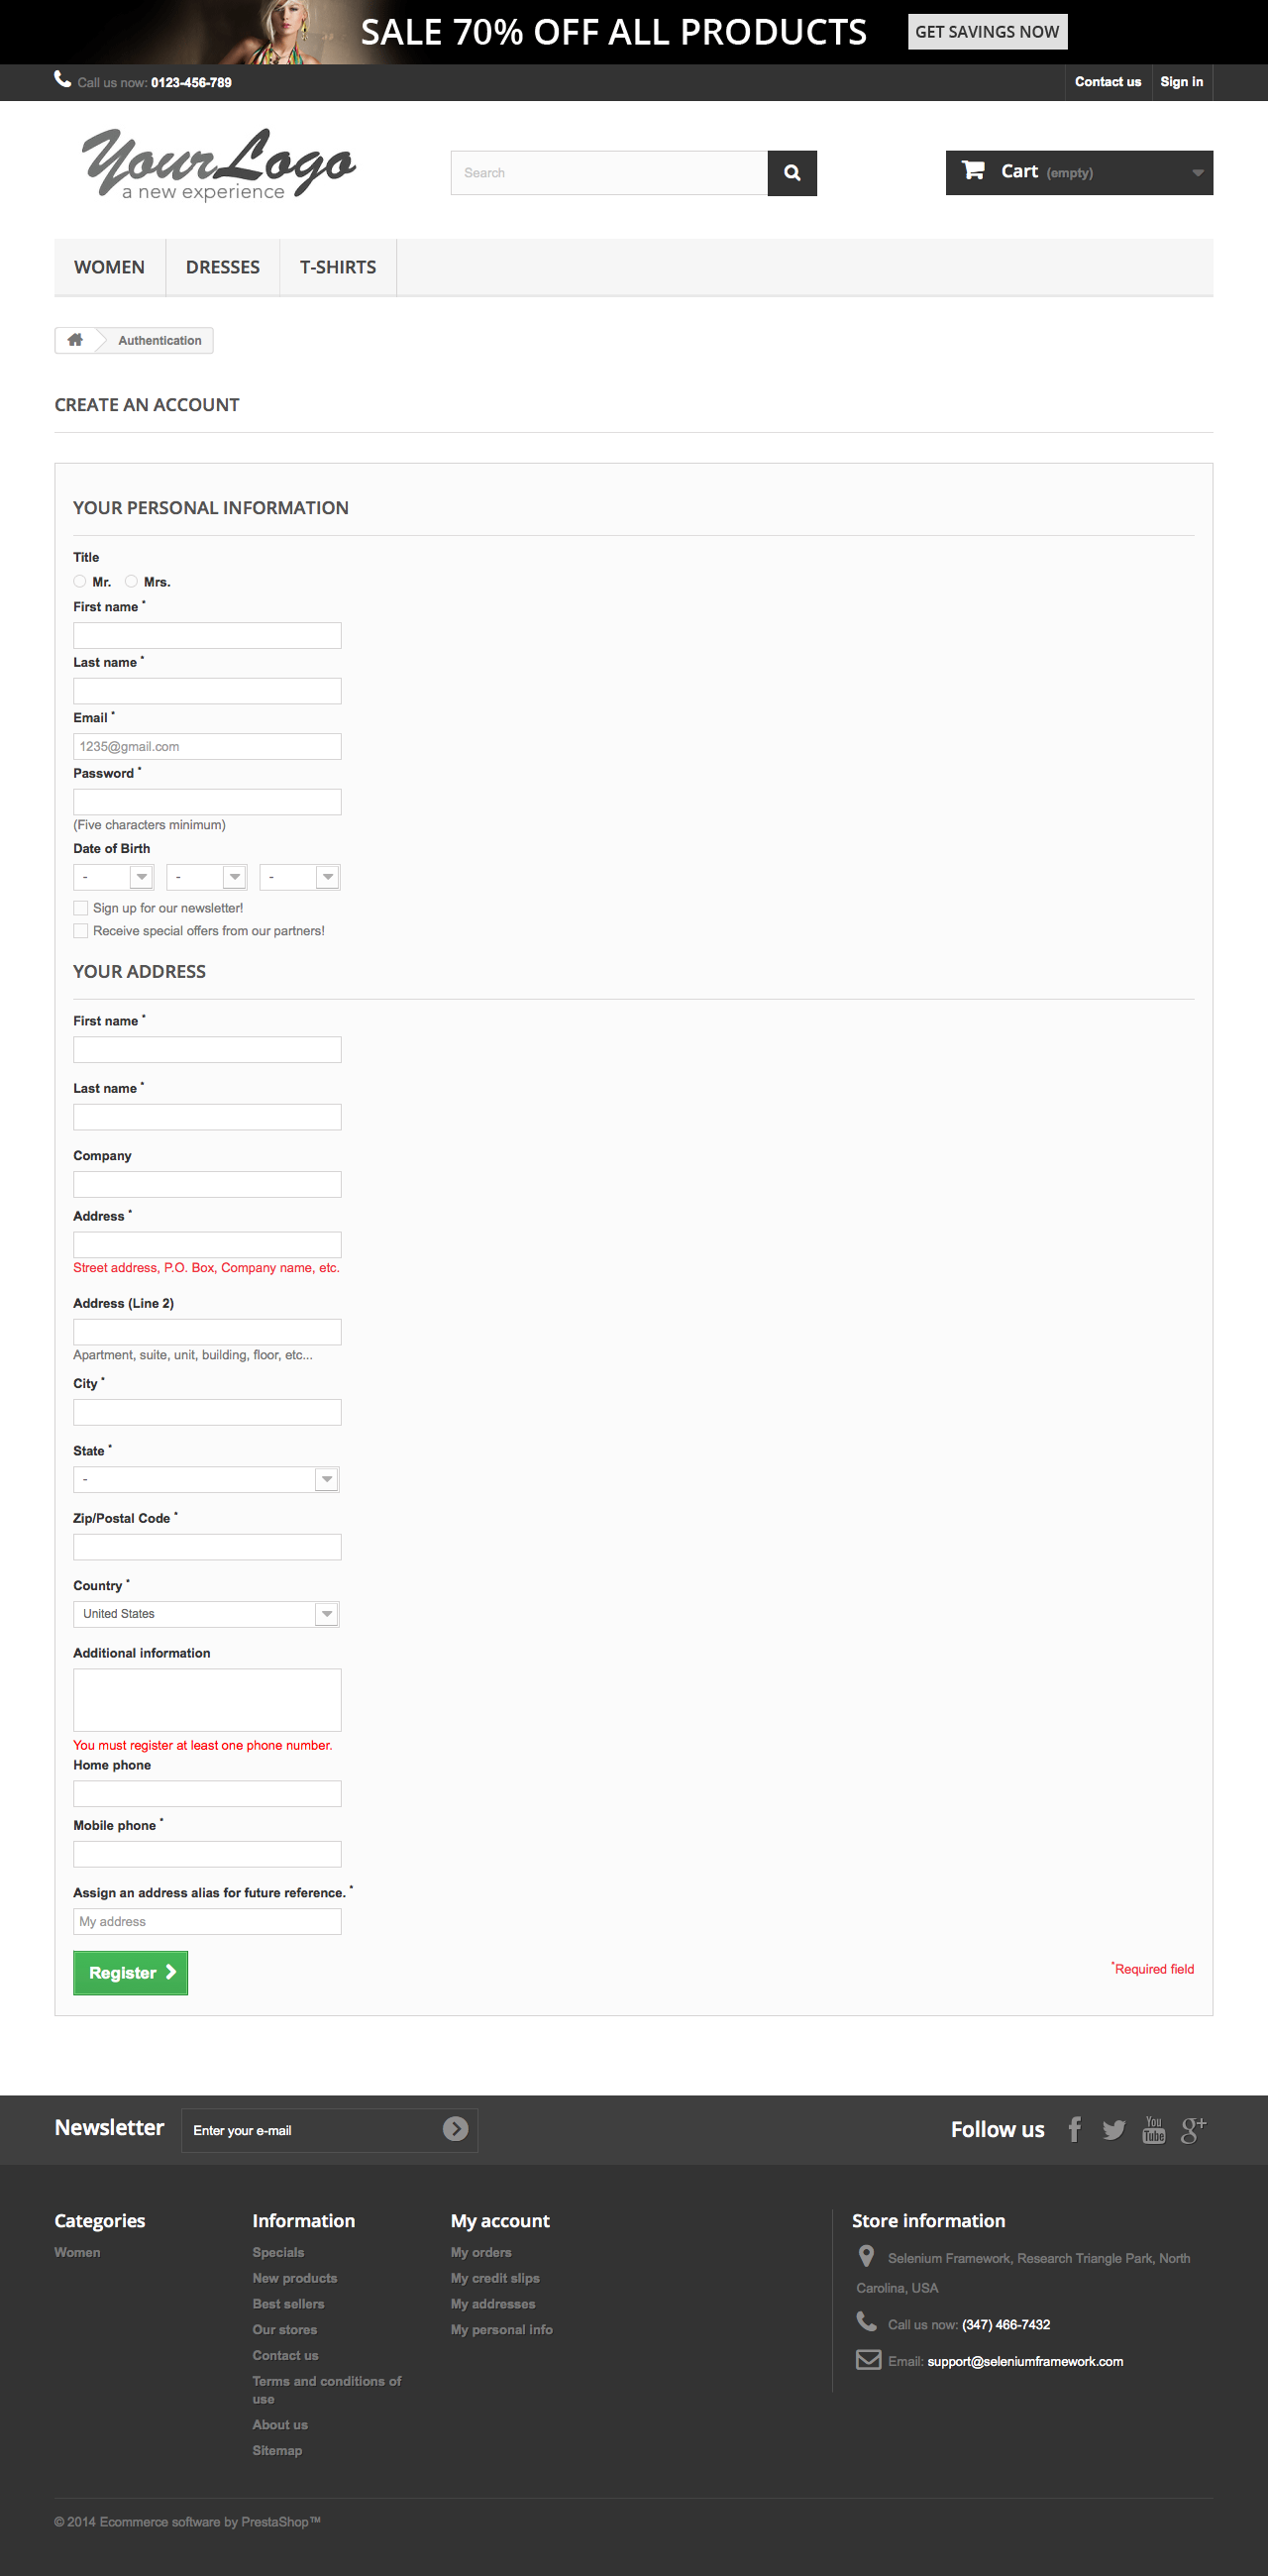 SALE 70% OFF ALL PRODUCTS GET SAVINGS NOW
Call us now: 0123-456-789 Contact us Sign in
YourLogo
a new experience
Search
Cart (empty)
WOMEN DRESSES T-SHIRTS
Authentication
CREATE AN ACCOUNT
YOUR PERSONAL INFORMATION
Title
Mr. Mrs.
First name *
Last name *
Email *
1235@gmail.com
Password *
(Five characters minimum)
Date of Birth
- - -
Sign up for our newsletter!
Receive special offers from our partners!
YOUR ADDRESS
First name *
Last name *
Company
Address *
Street address, P.O. Box, Company name, etc.
Address (Line 2)
Apartment, suite, unit, building, floor, etc...
City *
State *
-
Zip/Postal Code *
Country *
United States
Additional information
You must register at least one phone number.
Home phone
Mobile phone *
Assign an address alias for future reference. *
My address
Register
*Required field
Newsletter Enter your e-mail Follow us f You Tube g+
Categories
Women
Information
Specials
New products
Best sellers
Our stores
Contact us
Terms and conditions of
use
About us
Sitemap
My account
My orders
My credit slips
My addresses
My personal info
Store information
Selenium Framework, Research Triangle Park, North
Carolina, USA
Call us now: (347) 466-7432
Email: support@seleniumframework.com
© 2014 Ecommerce software by PrestaShop™